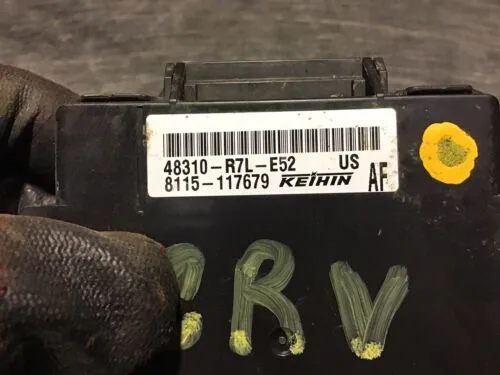 48310-R7L-E52 US
8115-117679 KEIHIN AF
CRV